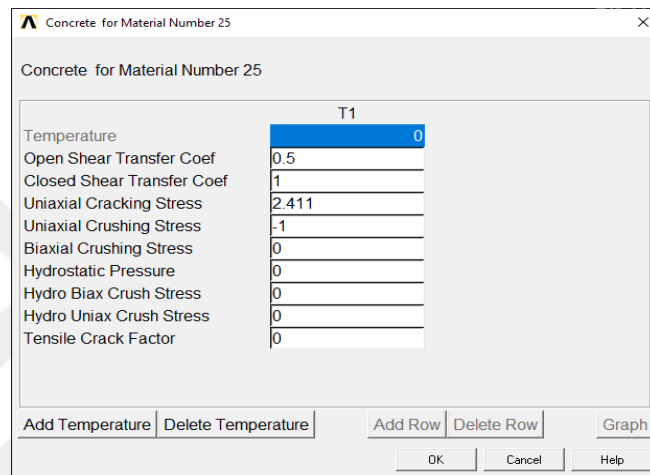 Concrete for Material Number 25
Concrete for Material Number 25
T1
Temperature 0
Open Shear Transfer Coef 0.5
Closed Shear Transfer Coef 1
Uniaxial Cracking Stress 2.411
Uniaxial Crushing Stress -1
Biaxial Crushing Stress 0
Hydrostatic Pressure 0
Hydro Biax Crush Stress 0
Hydro Uniax Crush Stress 0
Tensile Crack Factor 0
Add Temperature Delete Temperature Add Row Delete Row Graph
OK Cancel Help